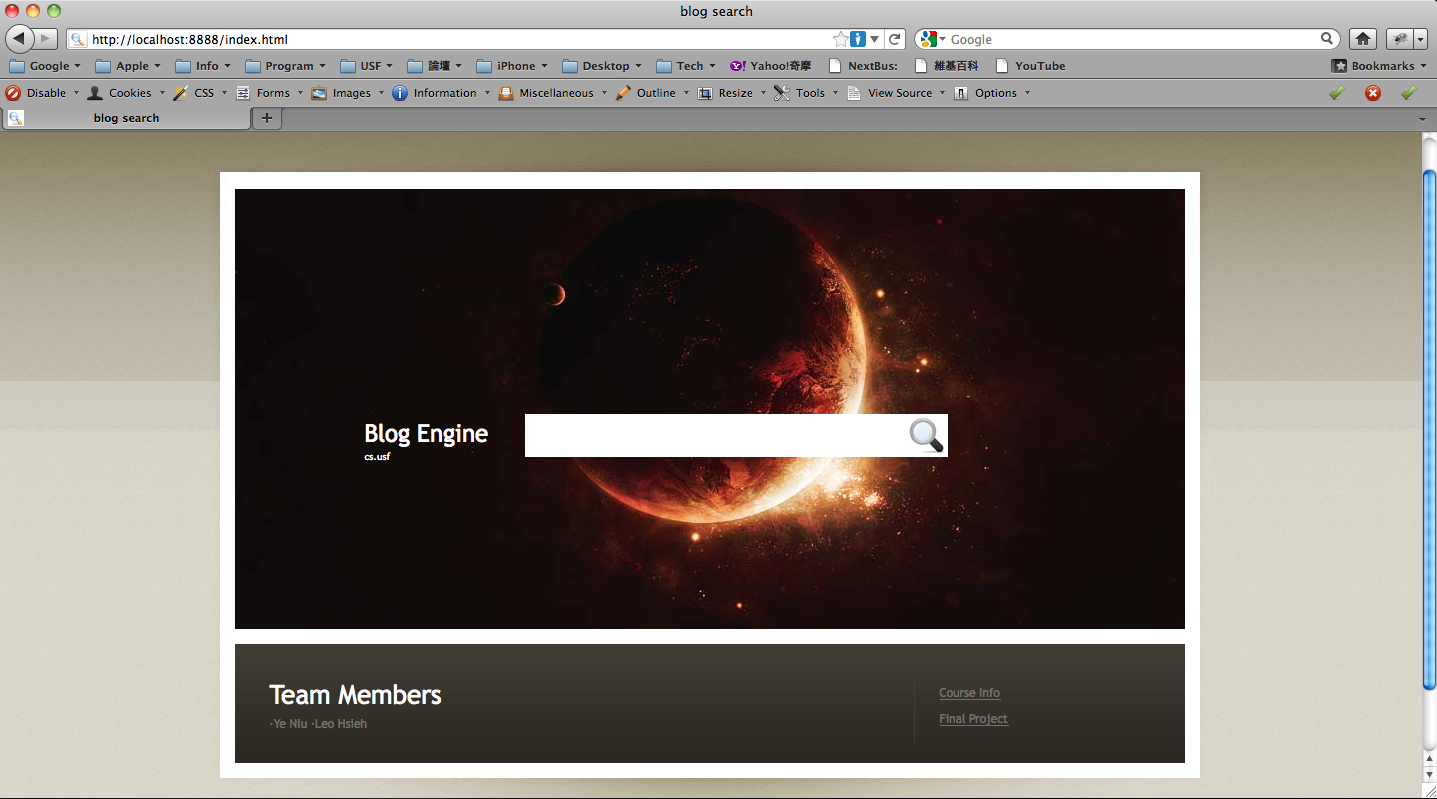 blog search
http://localhost:8888/index.html
Google
Google Apple Info Program USF 論壇 iPhone Desktop Tech Yahoo!奇摩 NextBus: 維基百科 YouTube Bookmarks
Disable Cookies CSS Forms Images Information Miscellaneous Outline Resize Tools View Source Options
blog search
Blog Engine
cs.usf
Team Members
·Ye Niu ·Leo Hsieh
Course Info
Final Project